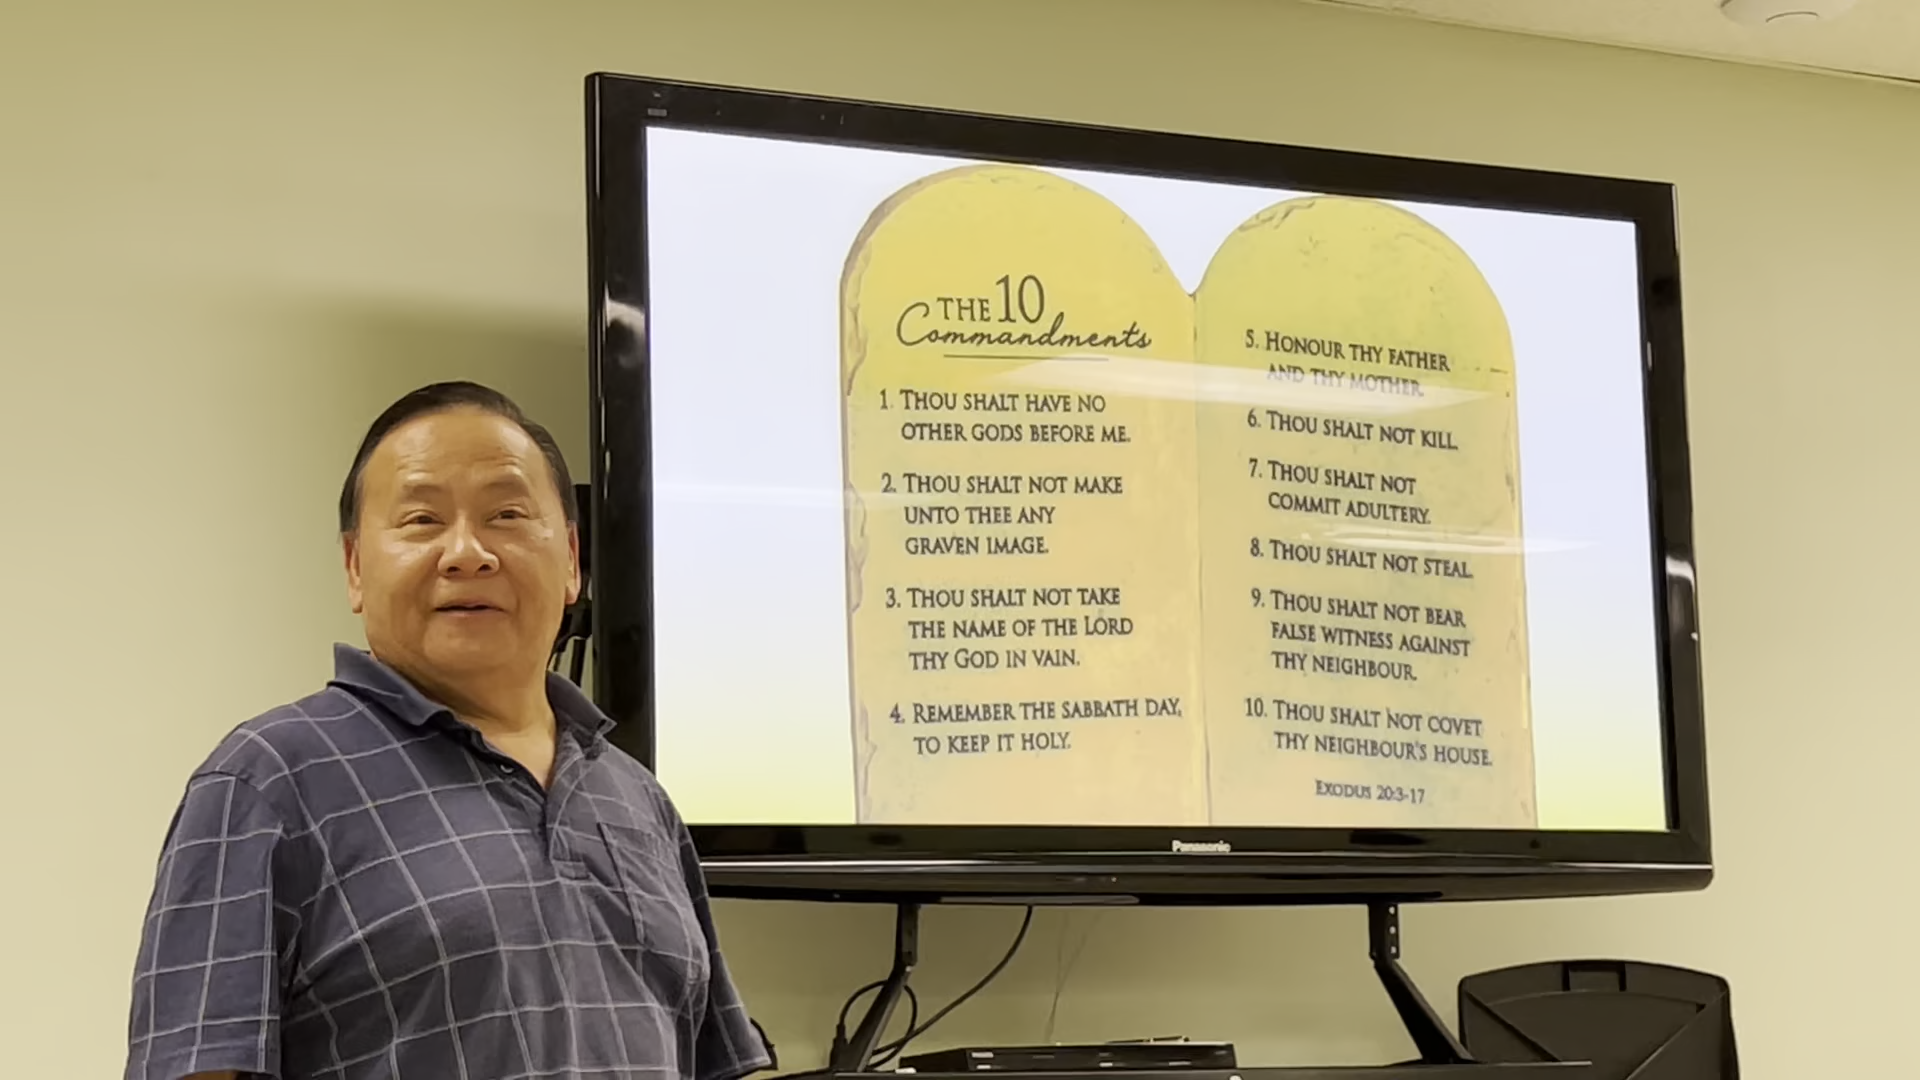 THE 10
Commandments
1. THOU SHALT HAVE NO
OTHER GODS BEFORE ME.
2. THOU SHALT NOT MAKE
UNTO THEE ANY
GRAVEN IMAGE.
3. THOU SHALT NOT TAKE
THE NAME OF THE LORD
THY GOD IN VAIN.
4. REMEMBER THE SABBATH DAY,
TO KEEP IT HOLY.
5. HONOUR THY FATHER
AND THY MOTHER.
6. THOU SHALT NOT KILL.
7. THOU SHALT NOT
COMMIT ADULTERY.
8. THOU SHALT NOT STEAL.
9. THOU SHALT NOT BEAR
FALSE WITNESS AGAINST
THY NEIGHBOUR.
10. THOU SHALT NOT COVET
THY NEIGHBOUR'S HOUSE.
EXODUS 20:3-17
Panasonic